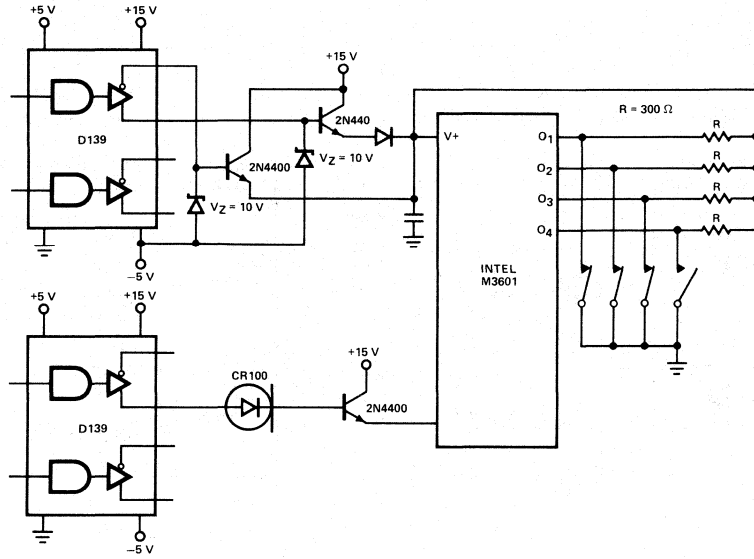 +5 V
+15 V
D139
−5 V
+15 V
2N440
2N4400
VZ = 10 V
VZ = 10 V
V+
INTEL
M3601
O1
O2
O3
O4
R = 300 Ω
R
R
R
R
+5 V
+15 V
D139
−5 V
CR100
+15 V
2N4400